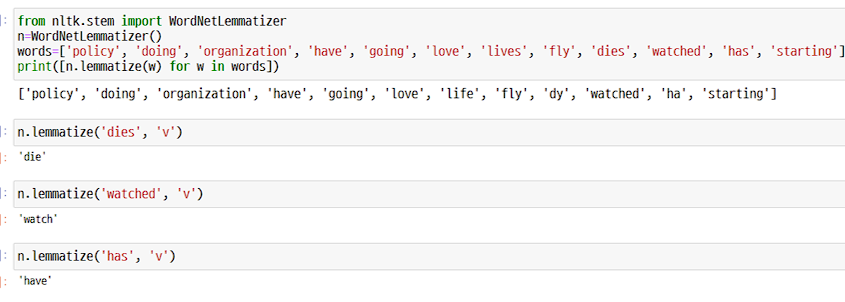 ]: from nltk.stem import WordNetLemmatizer
n=WordNetLemmatizer()
words=['policy', 'doing', 'organization', 'have', 'going', 'love', 'lives', 'fly', 'dies', 'watched', 'has', 'starting']
print([n.lemmatize(w) for w in words])
['policy', 'doing', 'organization', 'have', 'going', 'love', 'life', 'fly', 'dy', 'watched', 'ha', 'starting']
]: n.lemmatize('dies', 'v')
]: 'die'
]: n.lemmatize('watched', 'v')
]: 'watch'
]: n.lemmatize('has', 'v')
]: 'have'